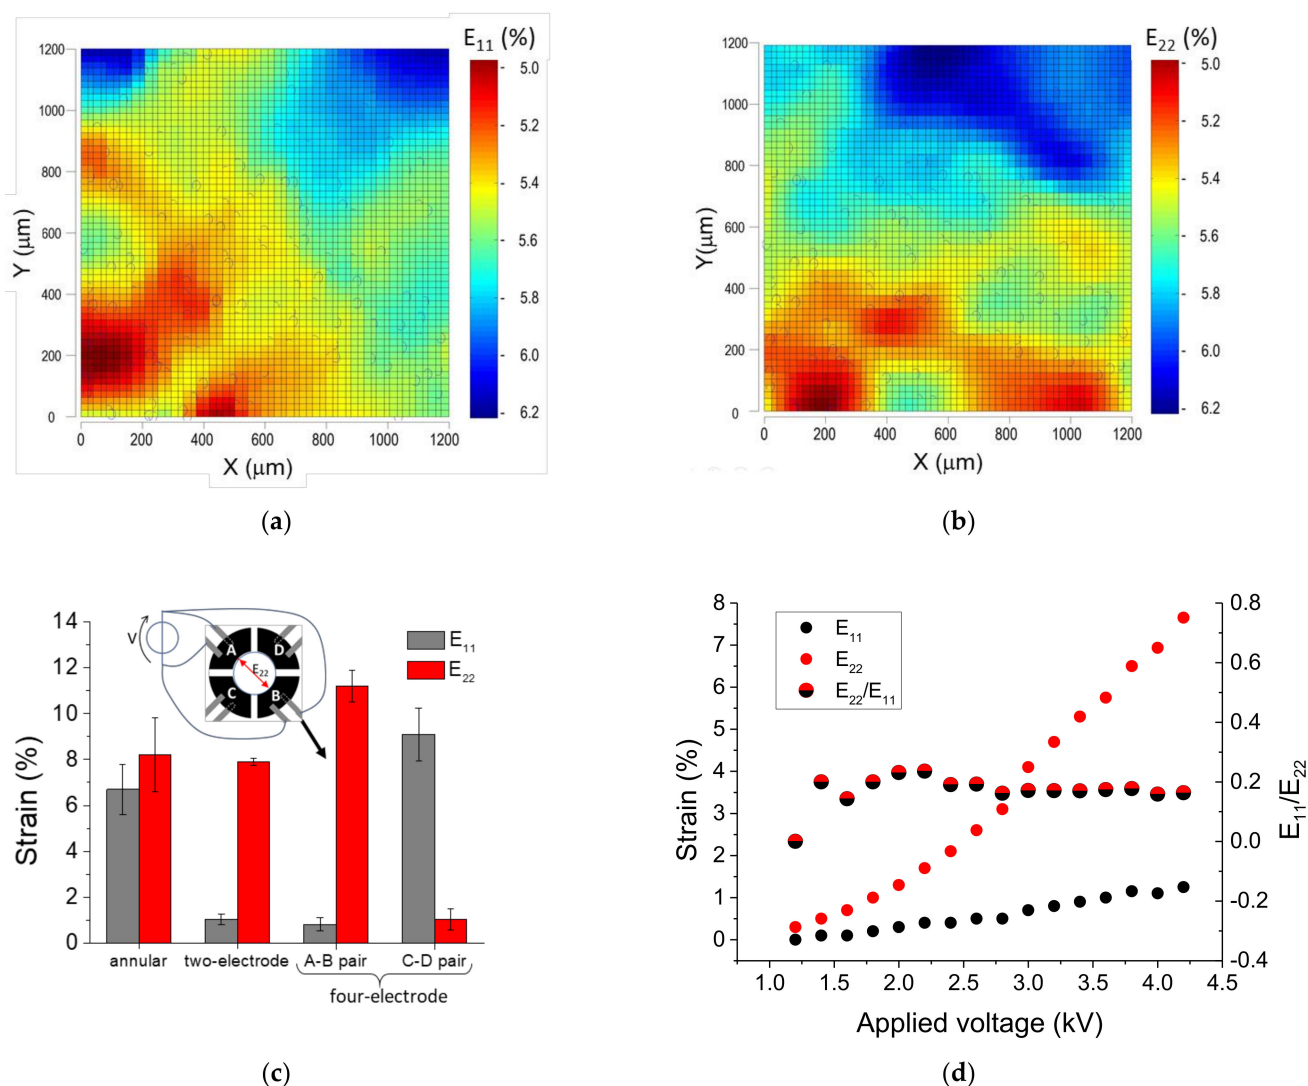 E11 (%)
1200
1000
800
600
400
200
0
Y (μm)
0 200 400 600 800 1000 1200
X (μm)
5.0
5.2
5.4
5.6
5.8
6.0
6.2
(a)
E22 (%)
1200
1000
800
600
400
200
0
Y(μm)
0 200 400 600 800 1000 1200
X (μm)
5.0
5.2
5.4
5.6
5.8
6.0
6.2
(b)
14
12
10
8
6
4
2
0
Strain (%)
V
A D
E22
C B
E11
E22
annular two-electrode A-B pair C-D pair
four-electrode
(c)
8
7
6
5
4
3
2
1
0
Strain (%)
E11
E22
E22/E11
0.8
0.6
0.4
0.2
0.0
-0.2
-0.4
E11/E22
1.0 1.5 2.0 2.5 3.0 3.5 4.0 4.5
Applied voltage (kV)
(d)